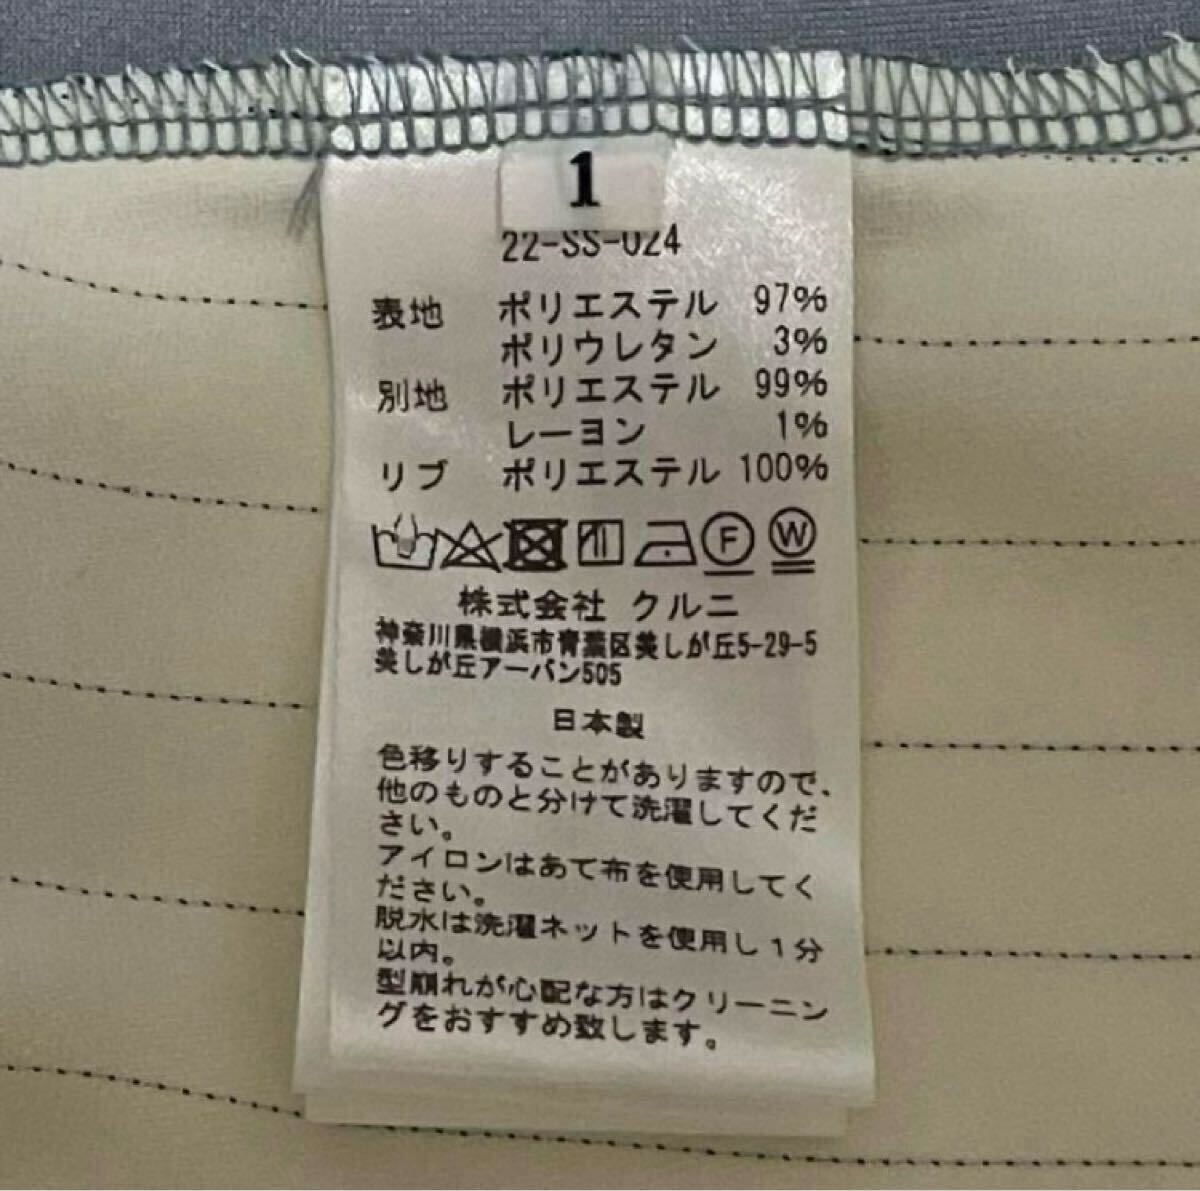 1
22-SS-024
表地 ポリエステル 97%
ポリウレタン 3%
別地 ポリエステル 99%
レーヨン 1%
リブ ポリエステル 100%
F W
株式会社 クルニ
神奈川県横浜市青葉区美しが丘5-29-5
美しが丘アーバン505
日本製
色移りすることがありますので、
他のものと分けて洗濯してくだ
さい。
アイロンはあて布を使用してく
ださい。
脱水は洗濯ネットを使用し1分
以内。
型崩れが心配な方はクリーニン
グをおすすめ致します。